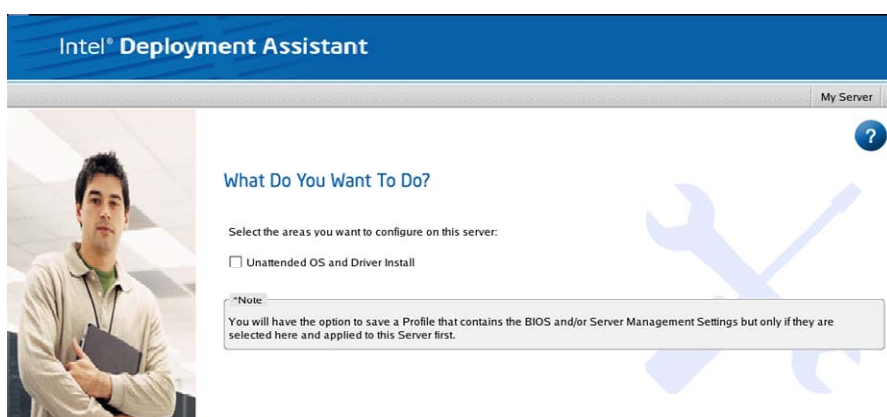 Intel® Deployment Assistant
My Server
?
What Do You Want To Do?
Select the areas you want to configure on this server:
Unattended OS and Driver Install
*Note
You will have the option to save a Profile that contains the BIOS and/or Server Management Settings but only if they are
selected here and applied to this Server first.